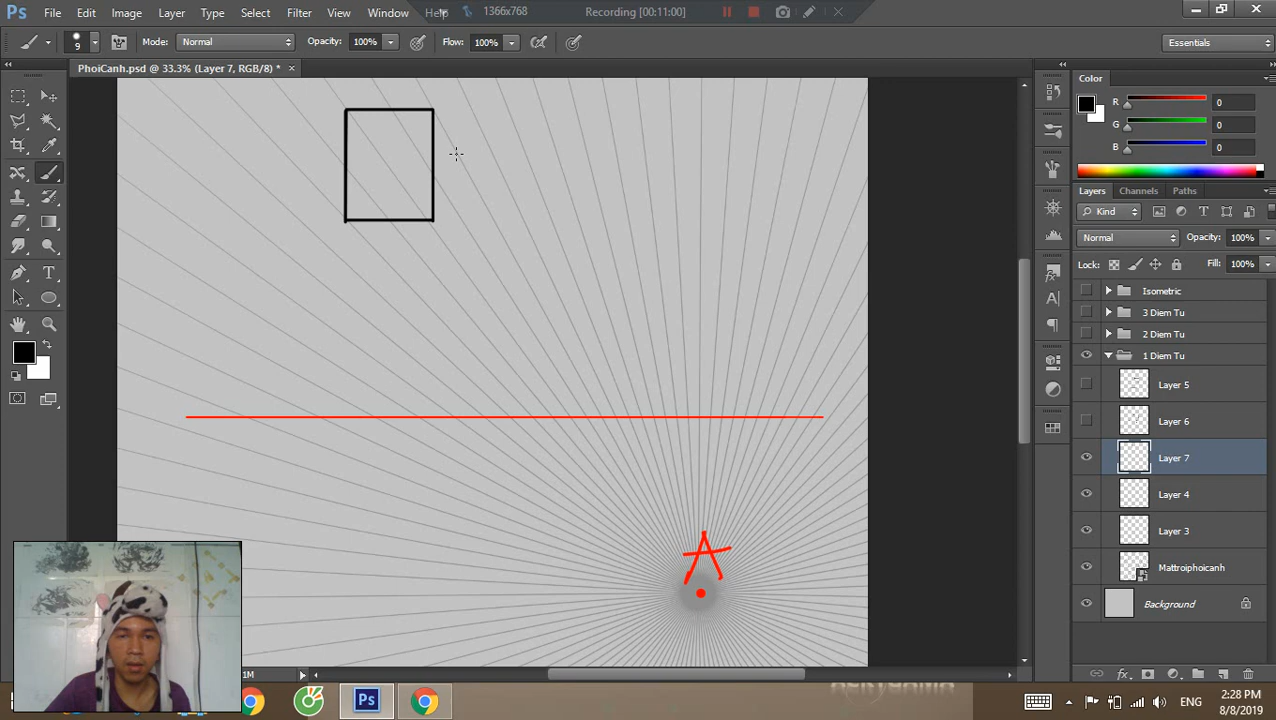 Ps File Edit Image Layer Type Select Filter View Window Help 1366x768 Recording [00:11:00]
9 Mode: Normal Opacity: 100% Flow: 100% Essentials
PhoiCanh.psd @ 33.3% (Layer 7, RGB/8) *
Color
R 0
G 0
B 0
Layers Channels Paths
Kind
Normal Opacity: 100%
Lock: Fill: 100%
Isometric
3 Diem Tu
2 Diem Tu
1 Diem Tu
Layer 5
Layer 6
Layer 7
Layer 4
Layer 3
Mattroiphoicanh
Background
A
1M
Ps ENG 2:28 PM
8/8/2019